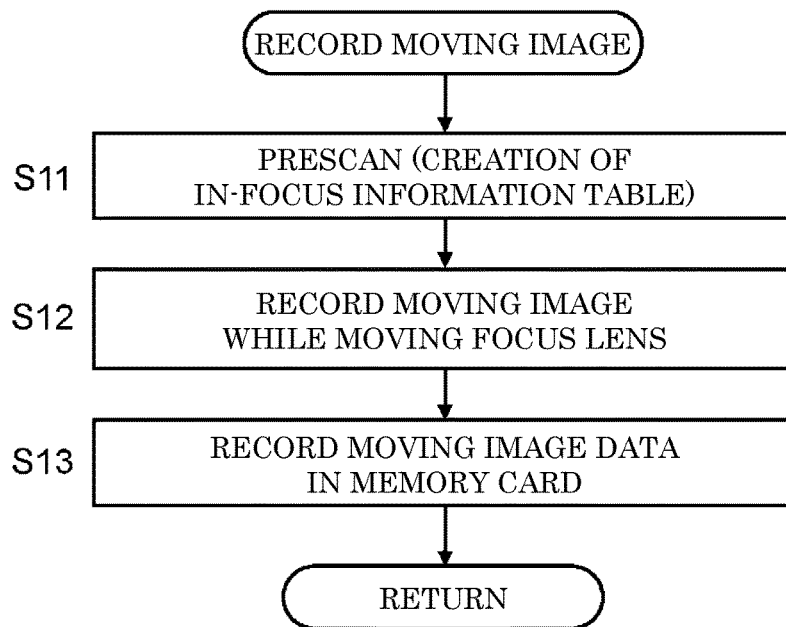 RECORD MOVING IMAGE
S11
PRESCAN (CREATION OF
IN-FOCUS INFORMATION TABLE)
S12
RECORD MOVING IMAGE
WHILE MOVING FOCUS LENS
S13
RECORD MOVING IMAGE DATA
IN MEMORY CARD
RETURN